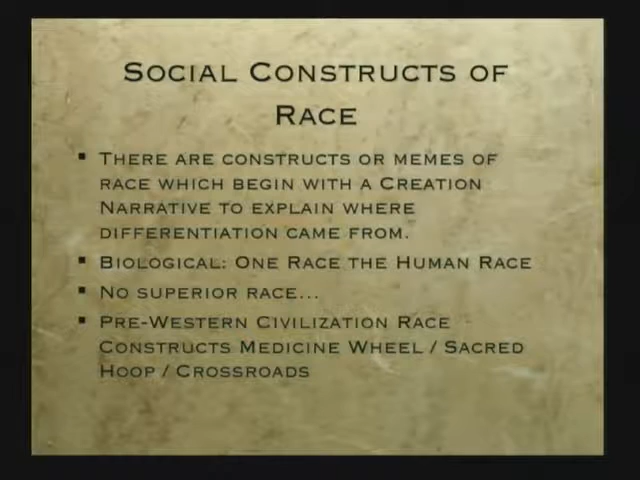 Social Constructs of
Race
▪ There are constructs or memes of
race which begin with a Creation
Narrative to explain where
differentiation came from.
▪ Biological: One Race the Human Race
▪ No superior race...
▪ Pre-Western Civilization Race
Constructs Medicine Wheel / Sacred
Hoop / Crossroads